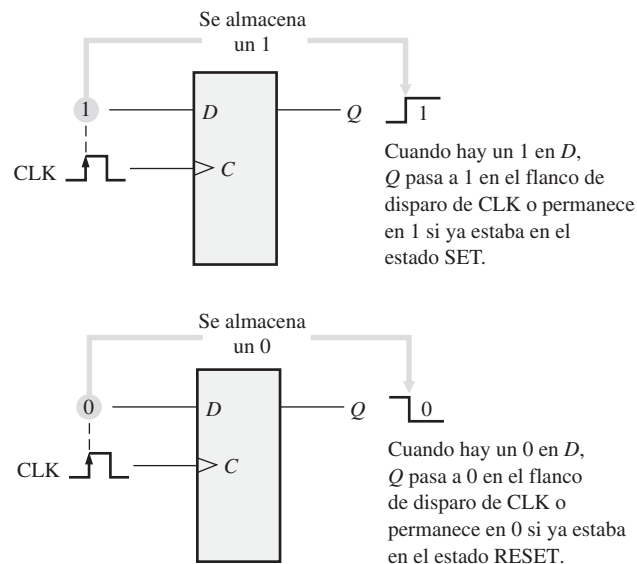 Se almacena
un 1
1
D
Q
1
CLK
C
Cuando hay un 1 en D,
Q pasa a 1 en el flanco de
disparo de CLK o permanece
en 1 si ya estaba en el
estado SET.
Se almacena
un 0
0
D
Q
0
CLK
C
Cuando hay un 0 en D,
Q pasa a 0 en el flanco
de disparo de CLK o
permanece en 0 si ya estaba
en el estado RESET.